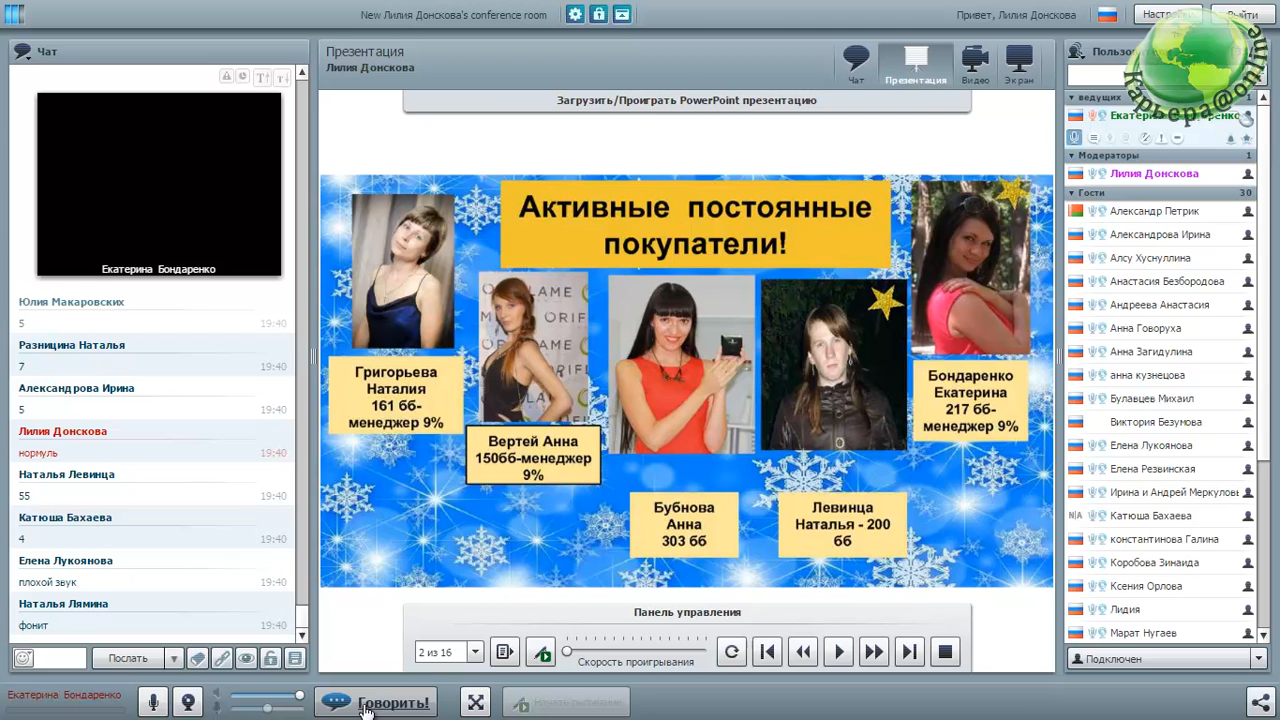 New Лилия Донскова's conference room
Привет, Лилия Донскова
Настройки
Выйти
Чат
Екатерина Бондаренко
Юлия Макаровских
5 19:40
Разницина Наталья
7 19:40
Александрова Ирина
5 19:40
Лилия Донскова
нормуль 19:40
Наталья Левинца
55 19:40
Катюша Бахаева
4 19:40
Елена Лукоянова
плохой звук 19:40
Наталья Лямина
фонит 19:40
Послать
Презентация
Лилия Донскова
Чат
Презентация
Видео
Экран
Загрузить/Проиграть PowerPoint презентацию
Активные постоянные
покупатели!
Григорьева
Наталия
161 бб-
менеджер 9%
Вертей Анна
150бб-менеджер
9%
Бубнова
Анна
303 бб
Левинца
Наталья - 200
бб
Бондаренко
Екатерина
217 бб-
менеджер 9%
Панель управления
2 из 16
Скорость проигрывания
карьера@online
ведущих 1
Модераторы 1
Лилия Донскова
Гости 30
Александр Петрик
Александрова Ирина
Алсу Хуснуллина
Анастасия Безбородова
Андреева Анастасия
Анна Говоруха
Анна Загидулина
анна кузнецова
Булавцев Михаил
Виктория Безумова
Елена Лукоянова
Елена Резвинская
Ирина и Андрей Меркуловы
N/A Катюша Бахаева
константинова Галина
Коробова Зинаида
Ксения Орлова
Лидия
Марат Нугаев
Подключен
Екатерина Бондаренко
Говорить!